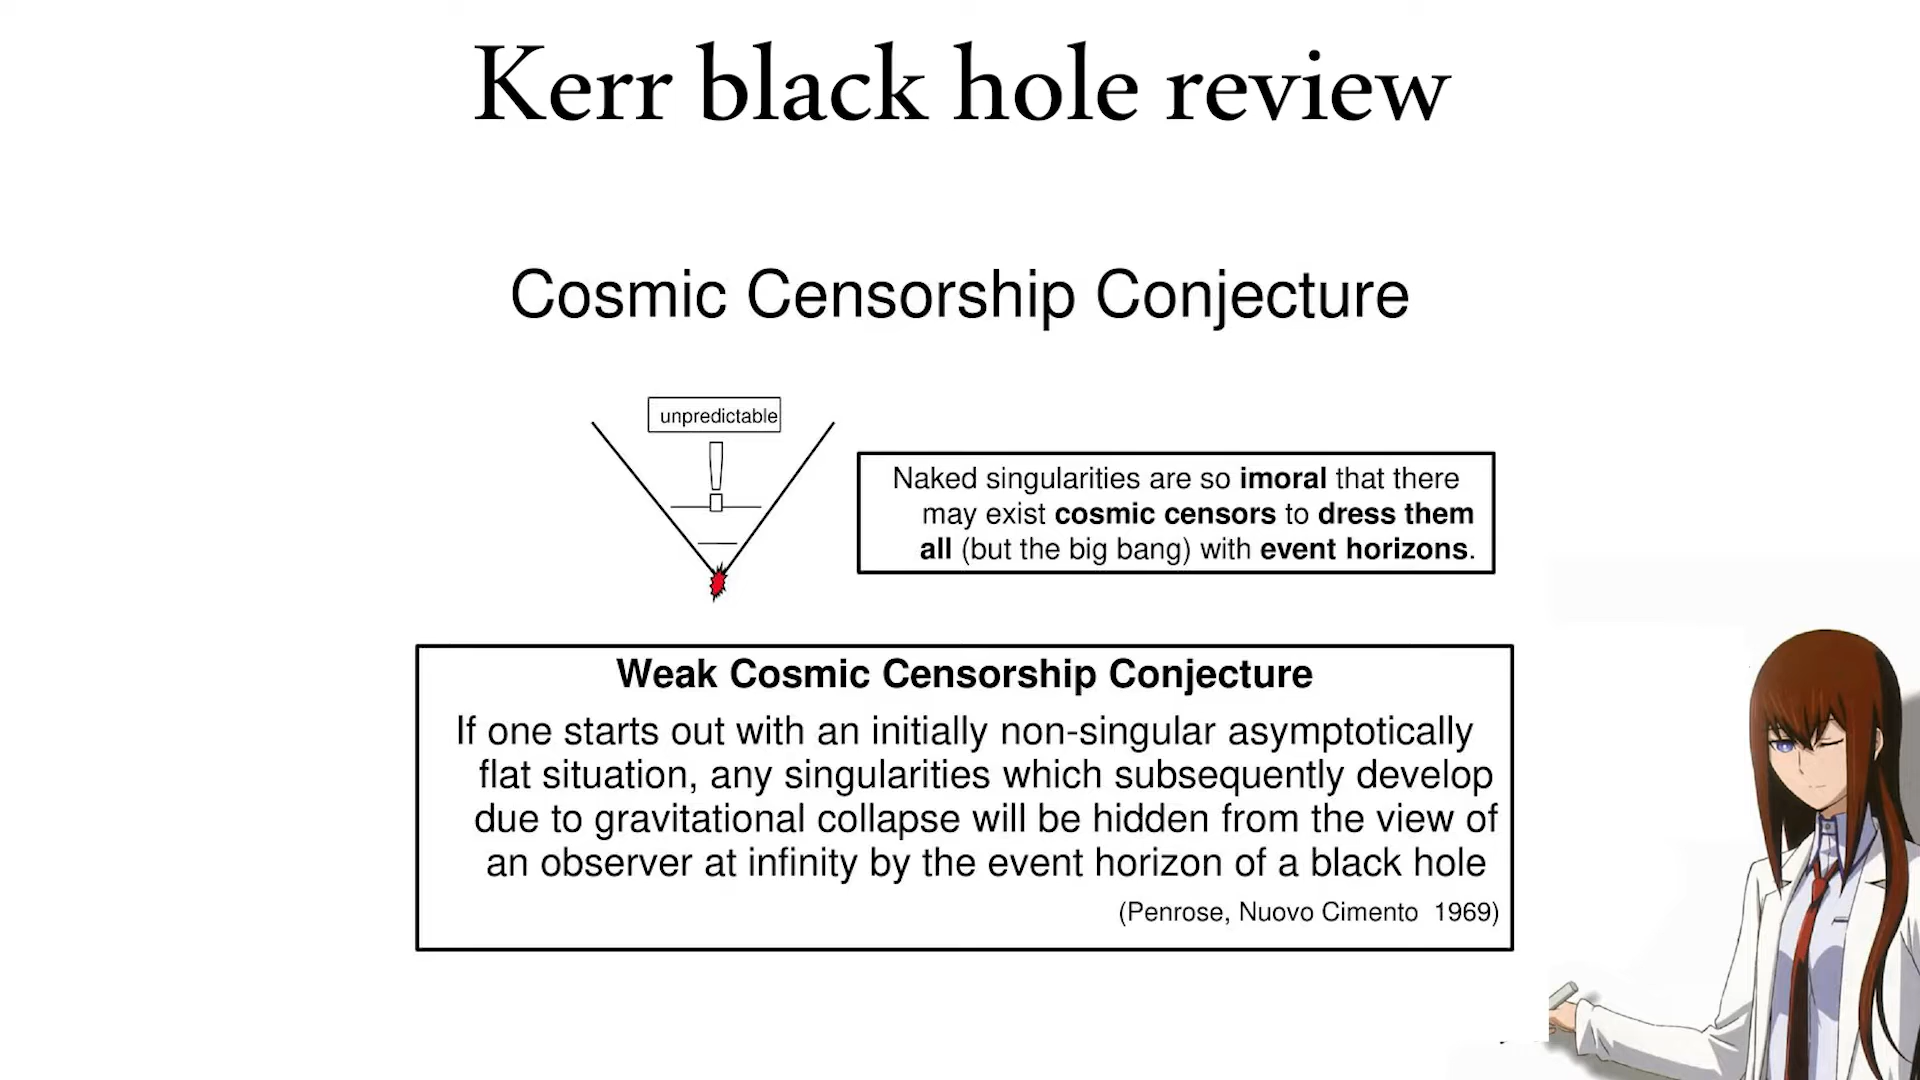 Kerr black hole review
Cosmic Censorship Conjecture
unpredictable
Naked singularities are so imoral that there
may exist cosmic censors to dress them
all (but the big bang) with event horizons.
Weak Cosmic Censorship Conjecture
If one starts out with an initially non-singular asymptotically
flat situation, any singularities which subsequently develop
due to gravitational collapse will be hidden from the view of
an observer at infinity by the event horizon of a black hole
(Penrose, Nuovo Cimento 1969)